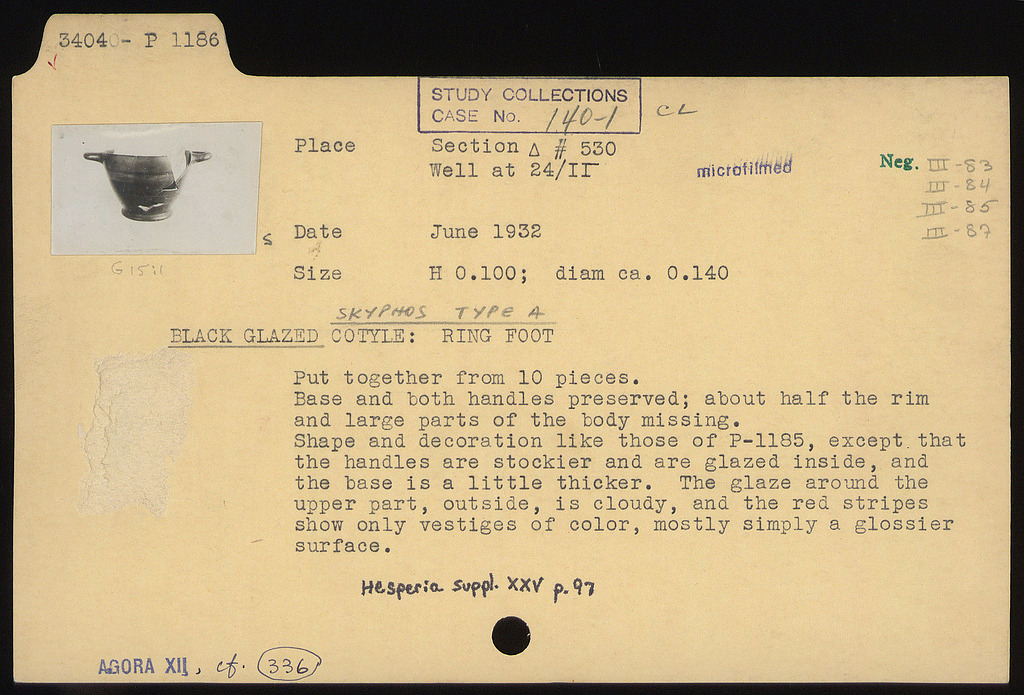 34040- P 1186
STUDY COLLECTIONS
CASE No. 140-1
CL
Place Section Δ # 530
Well at 24/II
microfilmed
Neg. III-83
III-84
III-85
III-87
S
Date June 1932
G 15:1
Size H 0.100; diam ca. 0.140
SKYPHOS TYPE A
BLACK GLAZED COTYLE: RING FOOT
Put together from 10 pieces.
Base and both handles preserved; about half the rim
and large parts of the body missing.
Shape and decoration like those of P-1185, except that
the handles are stockier and are glazed inside, and
the base is a little thicker. The glaze around the
upper part, outside, is cloudy, and the red stripes
show only vestiges of color, mostly simply a glossier
surface.
Hesperia suppl. XXV p.97
AGORA XII, cf. 336